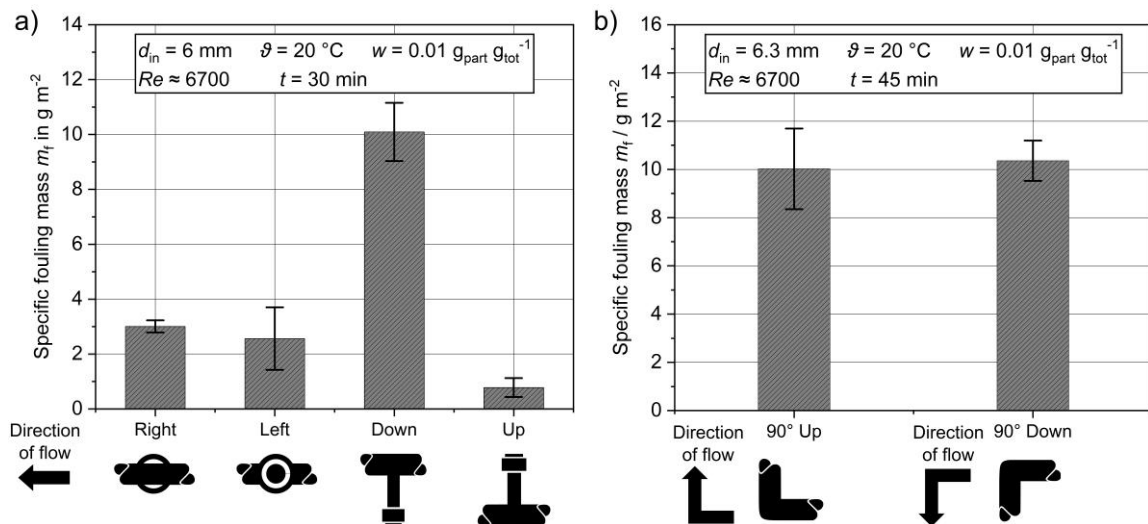 a)
14
12
10
8
6
4
2
0
Specific fouling mass m_f in g m⁻²
d_in = 6 mm ϑ = 20 °C w = 0.01 g_part g_tot⁻¹
Re ≈ 6700 t = 30 min
Right Left Down Up
Direction
of flow
b)
16
14
12
10
8
6
4
2
0
Specific fouling mass m_f / g m⁻²
d_in = 6.3 mm ϑ = 20 °C w = 0.01 g_part g_tot⁻¹
Re ≈ 6700 t = 45 min
Direction
of flow
90° Up
Direction
of flow
90° Down